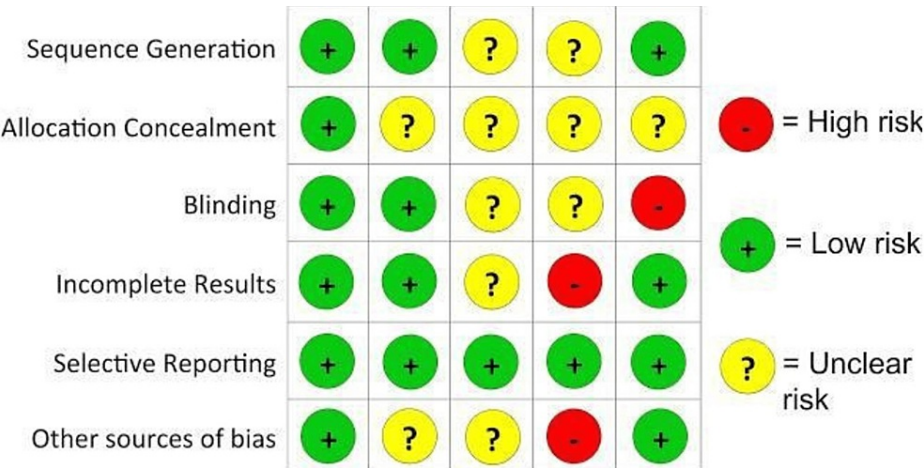 Sequence Generation + + ? ? +
Allocation Concealment + ? ? ? ?
- = High risk
Blinding + + ? ? -
+ = Low risk
Incomplete Results + + ? - +
Selective Reporting + + + + +
? = Unclear
risk
Other sources of bias + ? ? - +